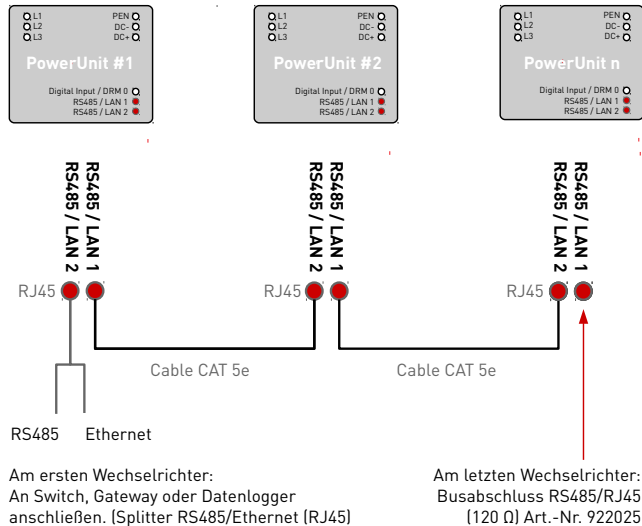 L1 PEN
L2 DC-
L3 DC+
PowerUnit #1
Digital Input / DRM 0
RS485 / LAN 1
RS485 / LAN 2
L1 PEN
L2 DC-
L3 DC+
PowerUnit #2
Digital Input / DRM 0
RS485 / LAN 1
RS485 / LAN 2
L1 PEN
L2 DC-
L3 DC+
PowerUnit n
Digital Input / DRM 0
RS485 / LAN 1
RS485 / LAN 2
RS485 / LAN 2
RS485 / LAN 1
RS485 / LAN 2
RS485 / LAN 1
RS485 / LAN 2
RS485 / LAN 1
RJ45
RJ45
RJ45
Cable CAT 5e
Cable CAT 5e
RS485 Ethernet
Am ersten Wechselrichter:
An Switch, Gateway oder Datenlogger
anschließen. (Splitter RS485/Ethernet (RJ45)
Am letzten Wechselrichter:
Busabschluss RS485/RJ45
(120 Ω) Art.-Nr. 922025